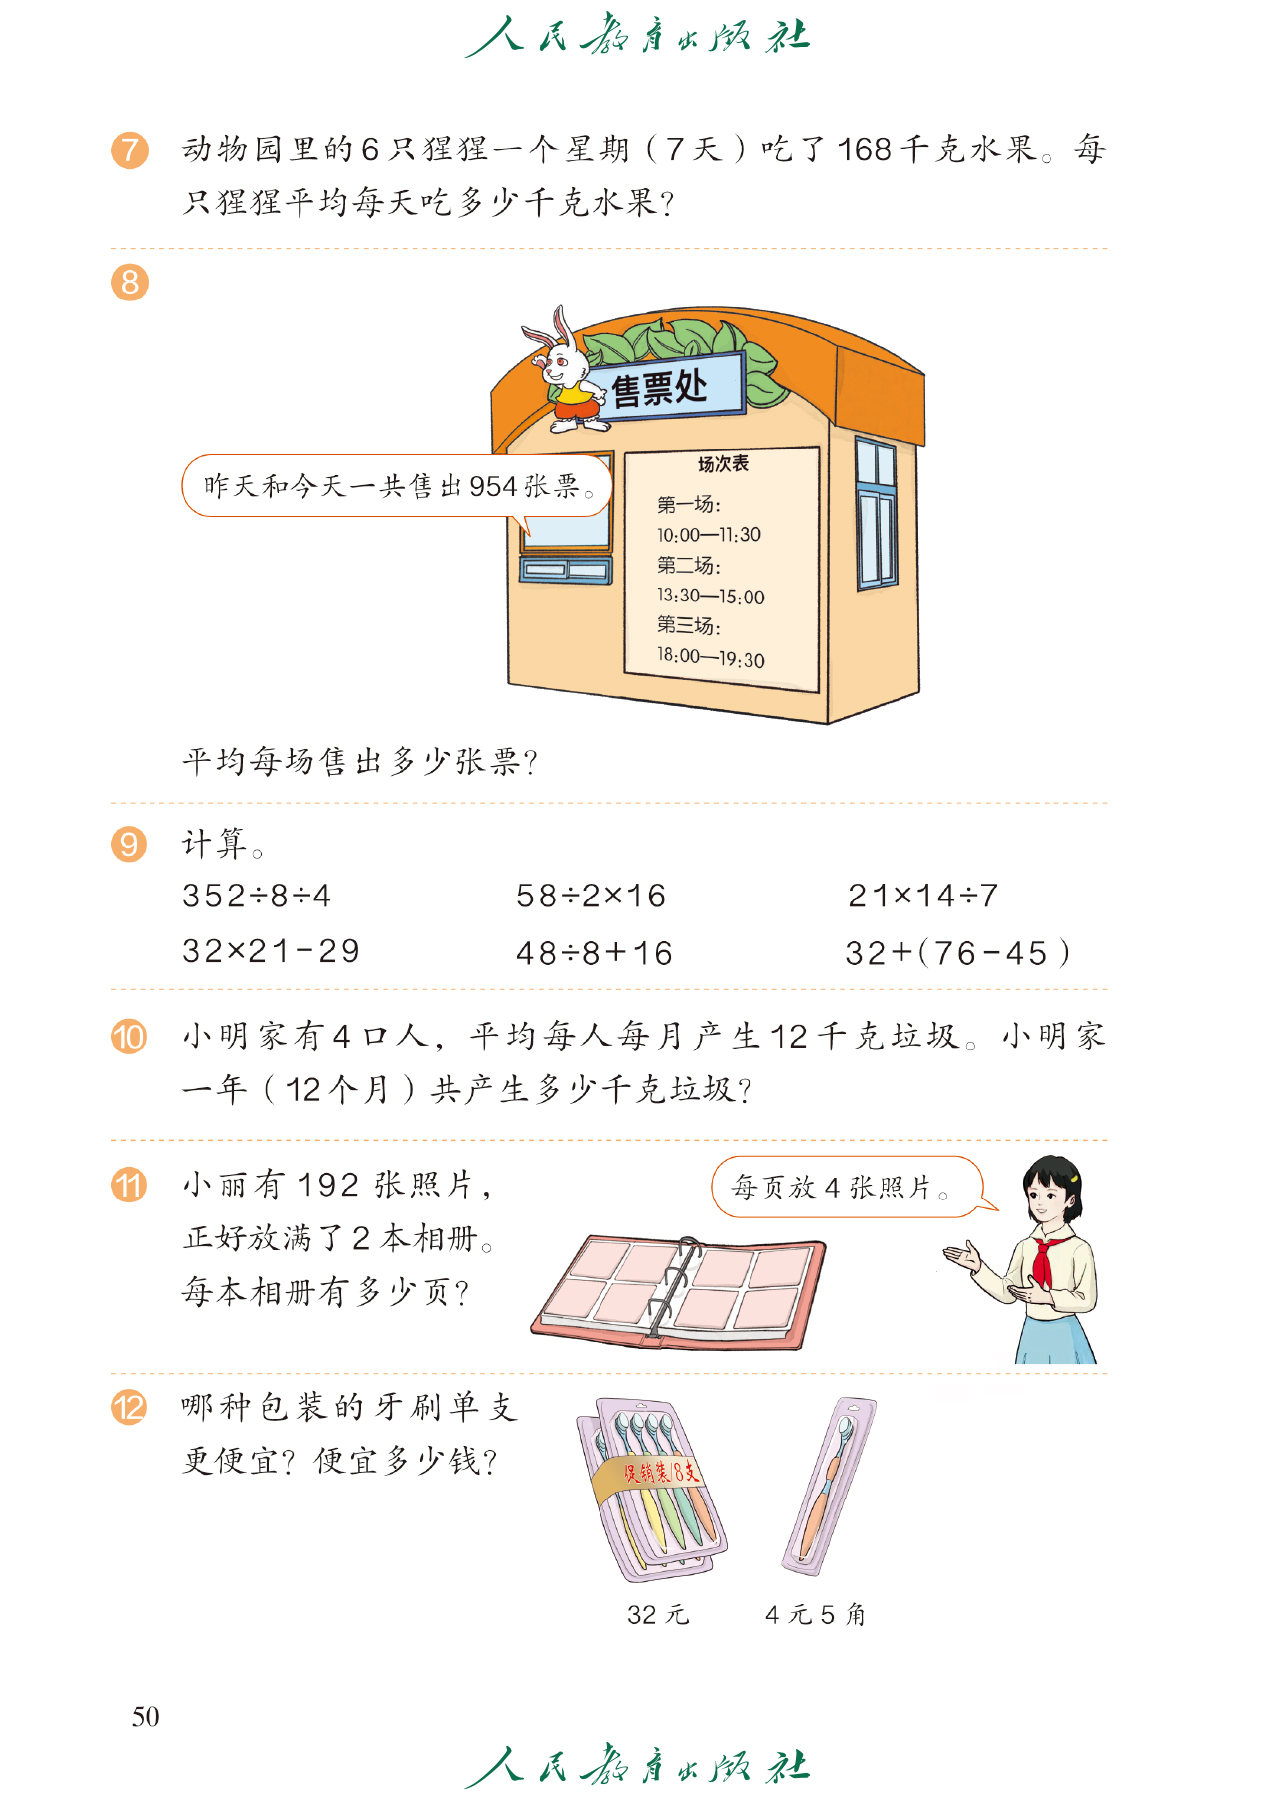 人民教育出版社
7 动物园里的6只猩猩一个星期（7天）吃了168千克水果。每
只猩猩平均每天吃多少千克水果？
8
售票处
昨天和今天一共售出954张票。
场次表
第一场：
10:00—11:30
第二场：
13:30—15:00
第三场：
18:00—19:30
平均每场售出多少张票？
9 计算。
352÷8÷4 58÷2×16 21×14÷7
32×21-29 48÷8+16 32+(76-45)
10 小明家有4口人，平均每人每月产生12千克垃圾。小明家
一年（12个月）共产生多少千克垃圾？
11 小丽有192张照片，
正好放满了2本相册。
每本相册有多少页？
每页放4张照片。
12 哪种包装的牙刷单支
更便宜？便宜多少钱？
促销装/8支
32元 4元5角
50
人民教育出版社